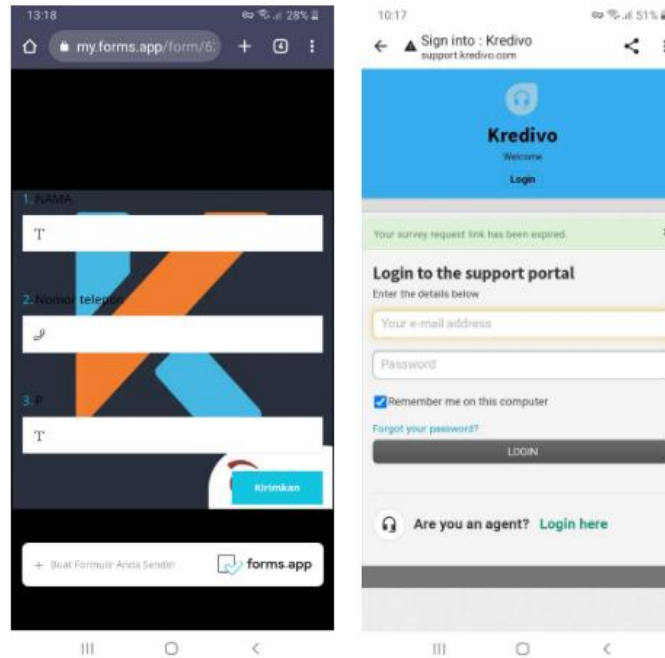 13:18
28%
my.forms.app/form/6
4
1. NAMA
T
2. Nomor telepon
3. P
T
Kirimkan
+ Buat Formulir Anda Sendiri
forms.app
10:17
51%
Sign into : Kredivo
support.kredivo.com
Kredivo
Welcome
Login
Your survey request link has been expired.
Login to the support portal
Enter the details below
Your e-mail address
Password
Remember me on this computer
Forgot your password?
LOGIN
Are you an agent? Login here